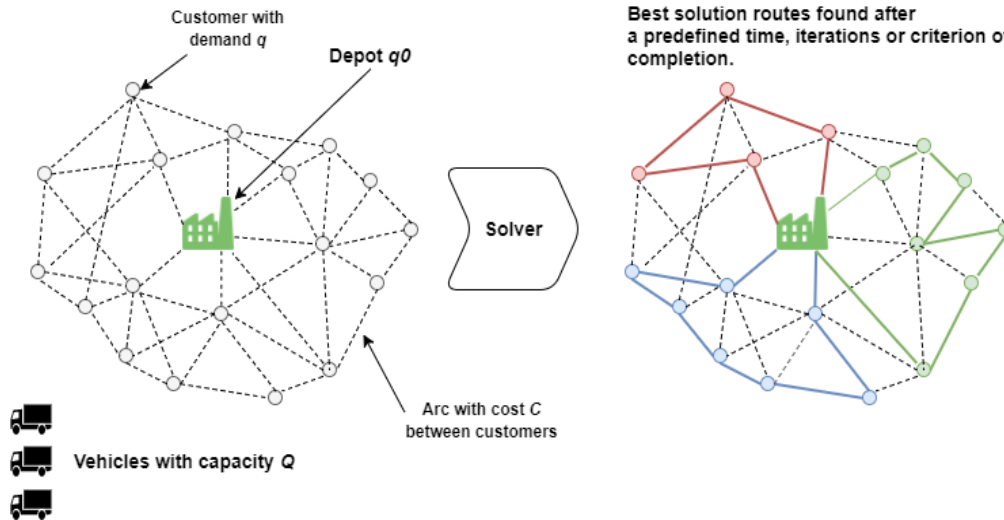 Customer with
demand q
Depot q0
Best solution routes found after
a predefined time, iterations or criterion of
completion.
Solver
Arc with cost C
between customers
Vehicles with capacity Q